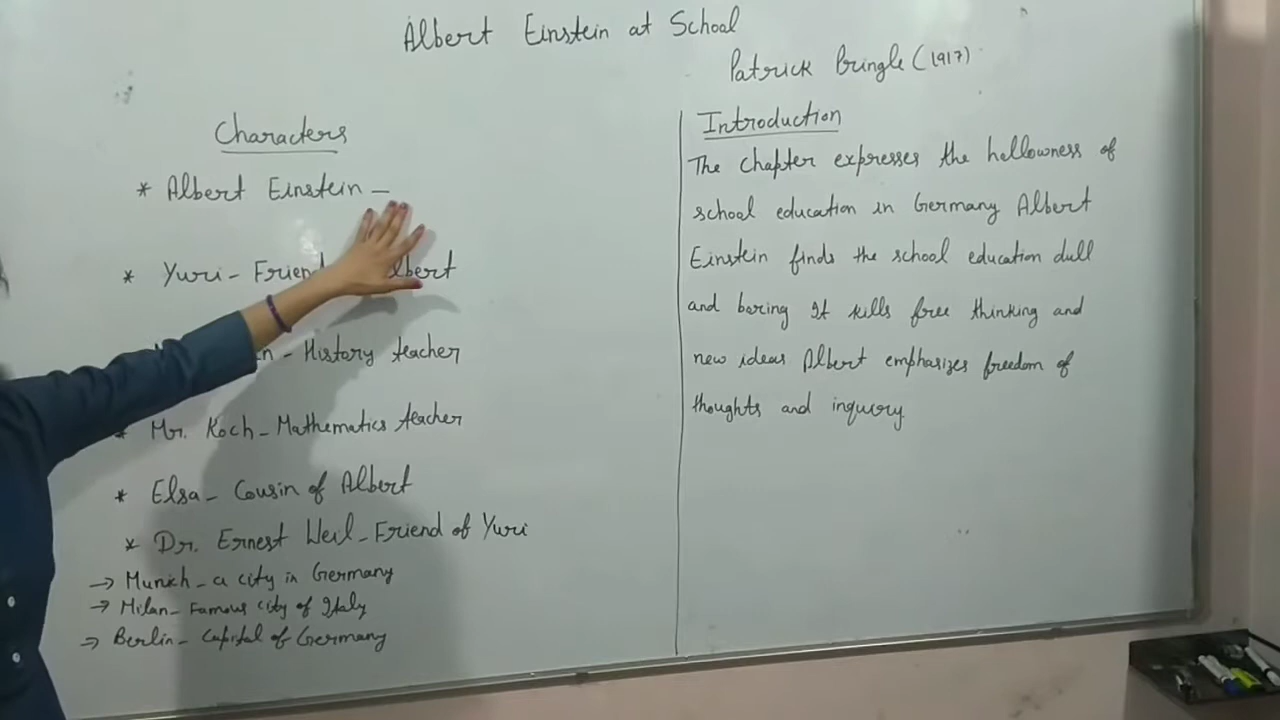 Albert Einstein at School
Patrick Pringle (1917)
Characters
* Albert Einstein -
* Yuri - Friend Albert
- History teacher
* Mr. Koch - Mathematics teacher
* Elsa - Cousin of Albert
* Dr. Ernest Weil - Friend of Yuri
→ Munich - a city in Germany
→ Milan - Famous city of Italy
→ Berlin - Capital of Germany
Introduction
The chapter expresses the hollowness of
school education in Germany Albert
Einstein finds the school education dull
and boring It kills free thinking and
new ideas Albert emphasizes freedom of
thoughts and inquiry